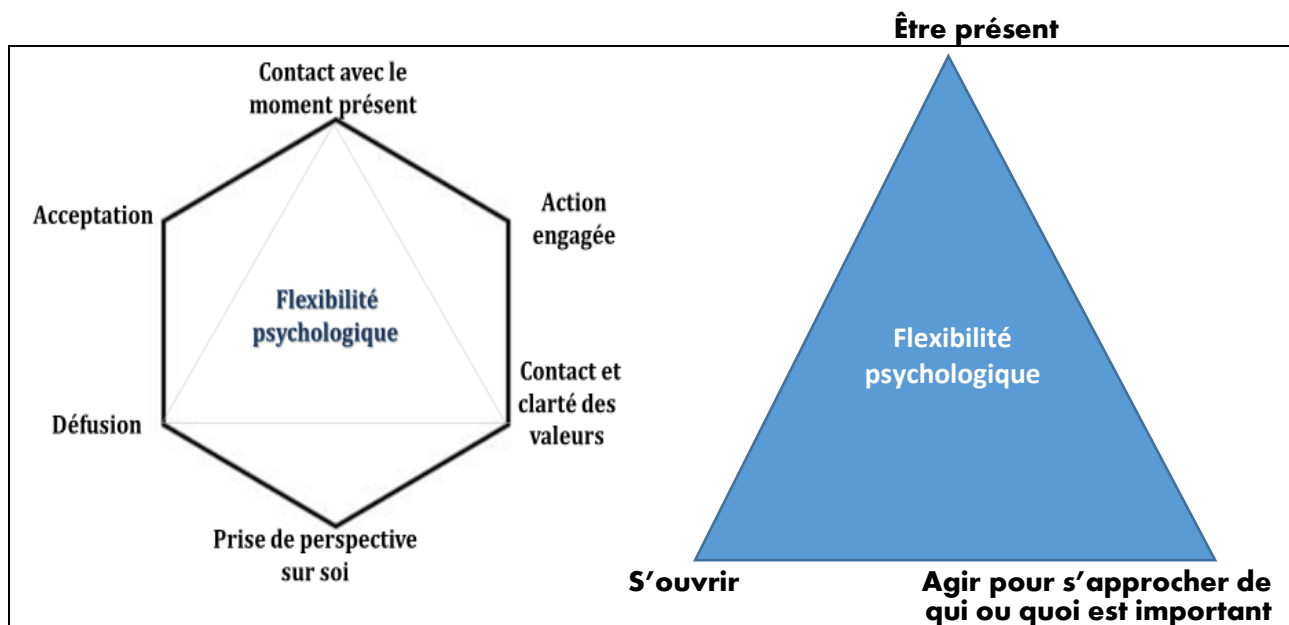 Être présent
Contact avec le
moment présent
Acceptation
Action
engagée
Flexibilité
psychologique
Contact et
clarté des
valeurs
Défusion
Prise de perspective
sur soi
Flexibilité
psychologique
S’ouvrir
Agir pour s’approcher de
qui ou quoi est important